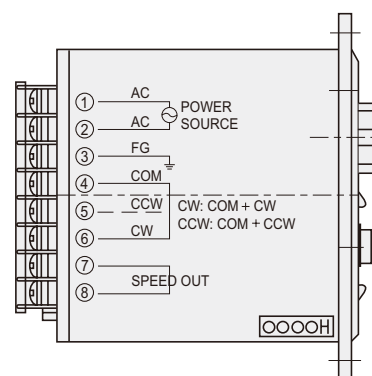 1 AC
POWER
2 AC SOURCE
3 FG
4 COM
5 CCW CW: COM + CW
CCW: COM + CCW
6 CW
7
SPEED OUT
8
OOOOH